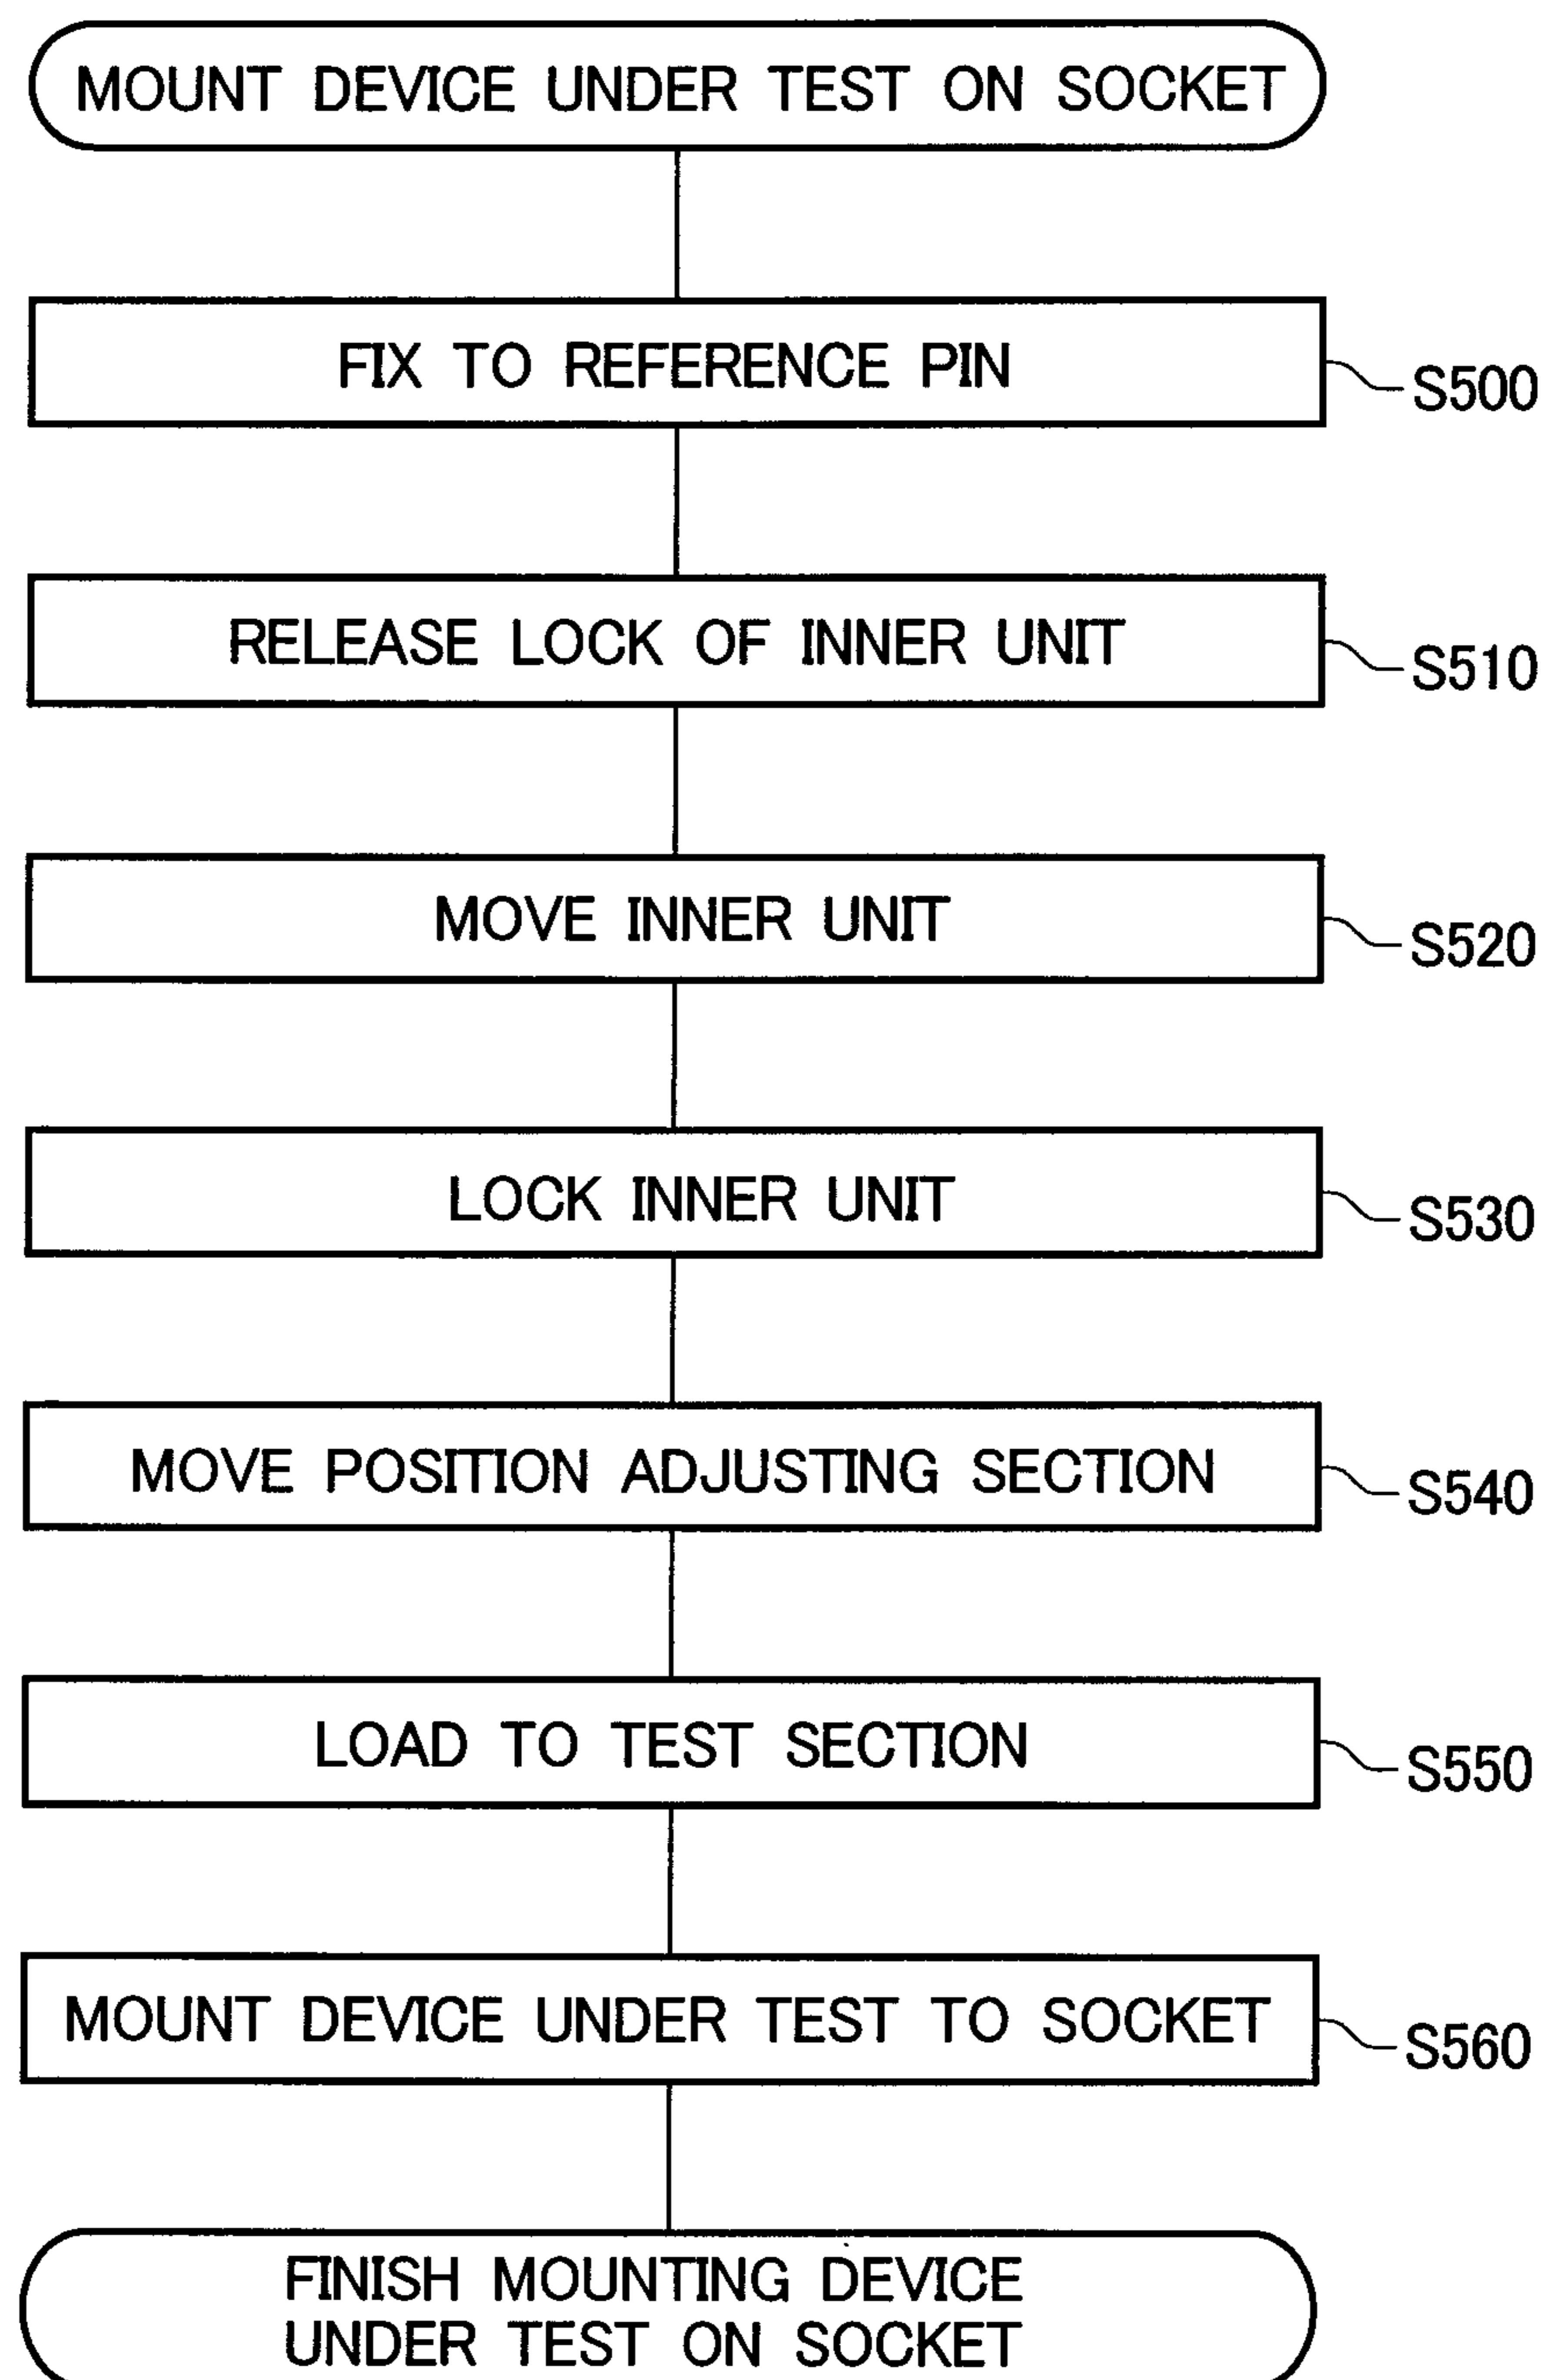 MOUNT DEVICE UNDER TEST ON SOCKET
FIX TO REFERENCE PIN
S500
RELEASE LOCK OF INNER UNIT
S510
MOVE INNER UNIT
S520
LOCK INNER UNIT
S530
MOVE POSITION ADJUSTING SECTION
S540
LOAD TO TEST SECTION
S550
MOUNT DEVICE UNDER TEST TO SOCKET
S560
FINISH MOUNTING DEVICE
UNDER TEST ON SOCKET